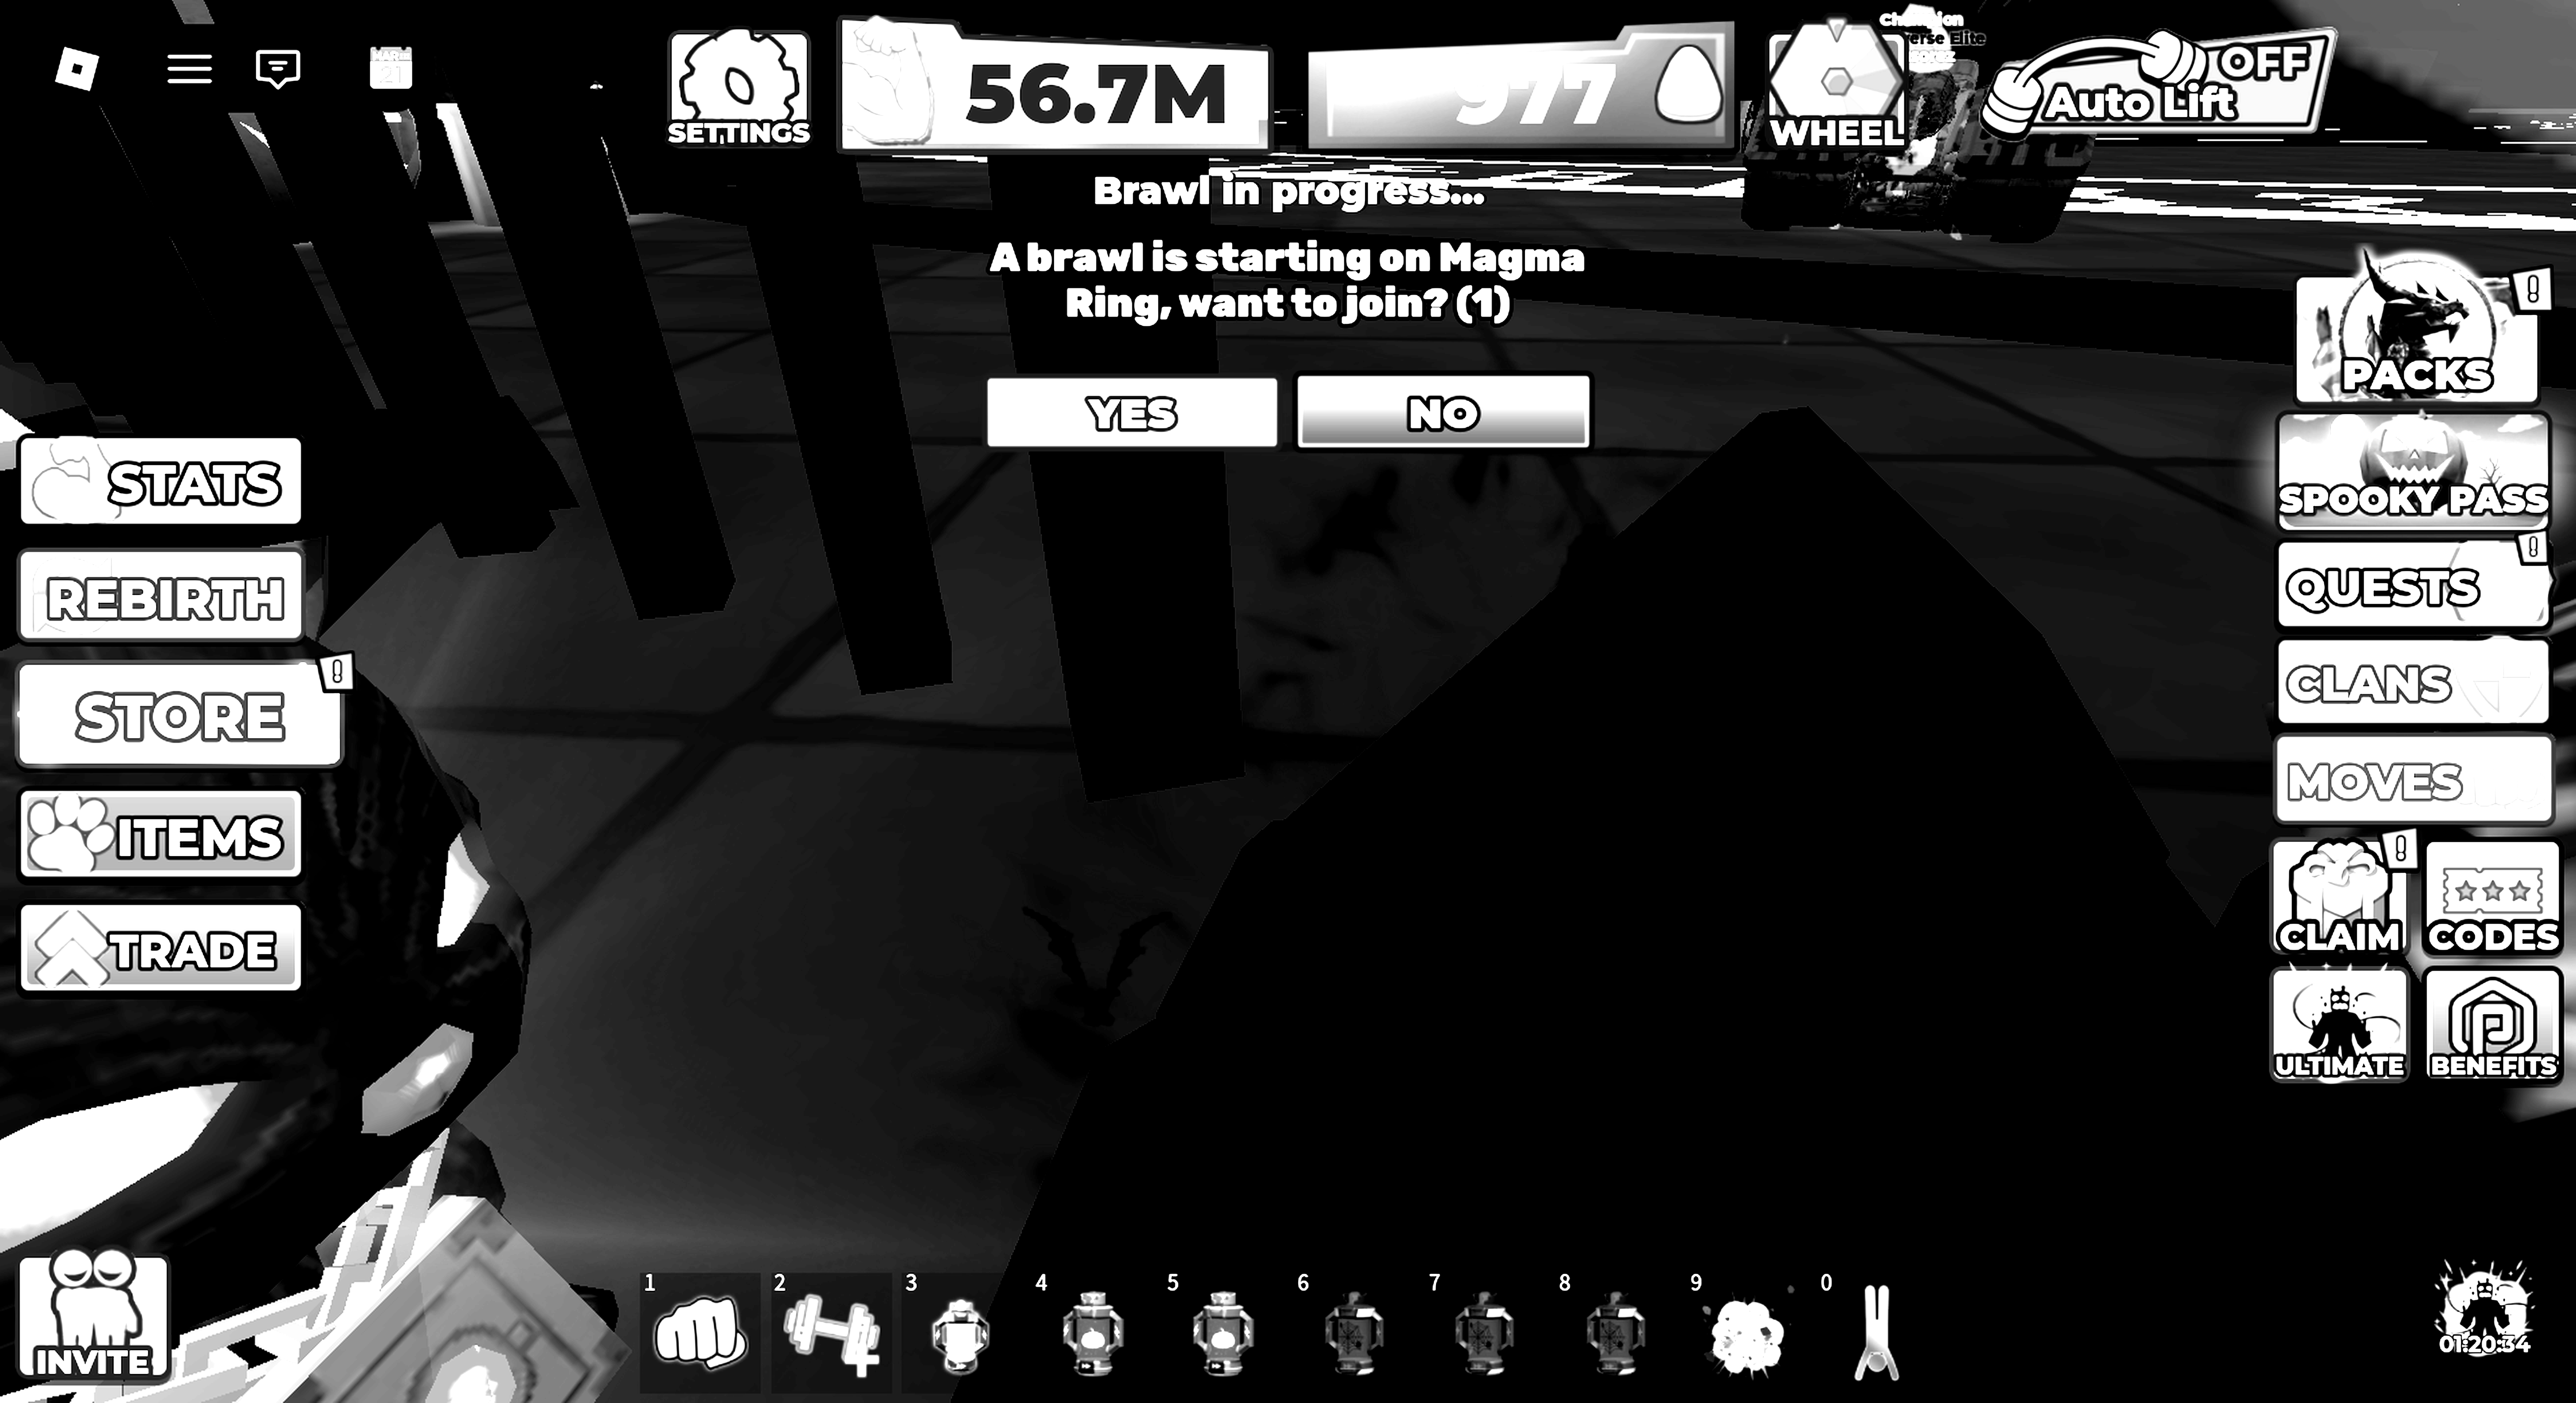 SETTINGS
56.7M
977
WHEEL
OFF
Auto Lift
Brawl in progress...
A brawl is starting on Magma
Ring, want to join? (1)
YES
NO
STATS
REBIRTH
STORE
ITEMS
TRADE
INVITE
PACKS
SPOOKY PASS
QUESTS
CLANS
MOVES
CLAIM
CODES
ULTIMATE
BENEFITS
1
2
3
4
5
6
7
8
9
0
01:20:34